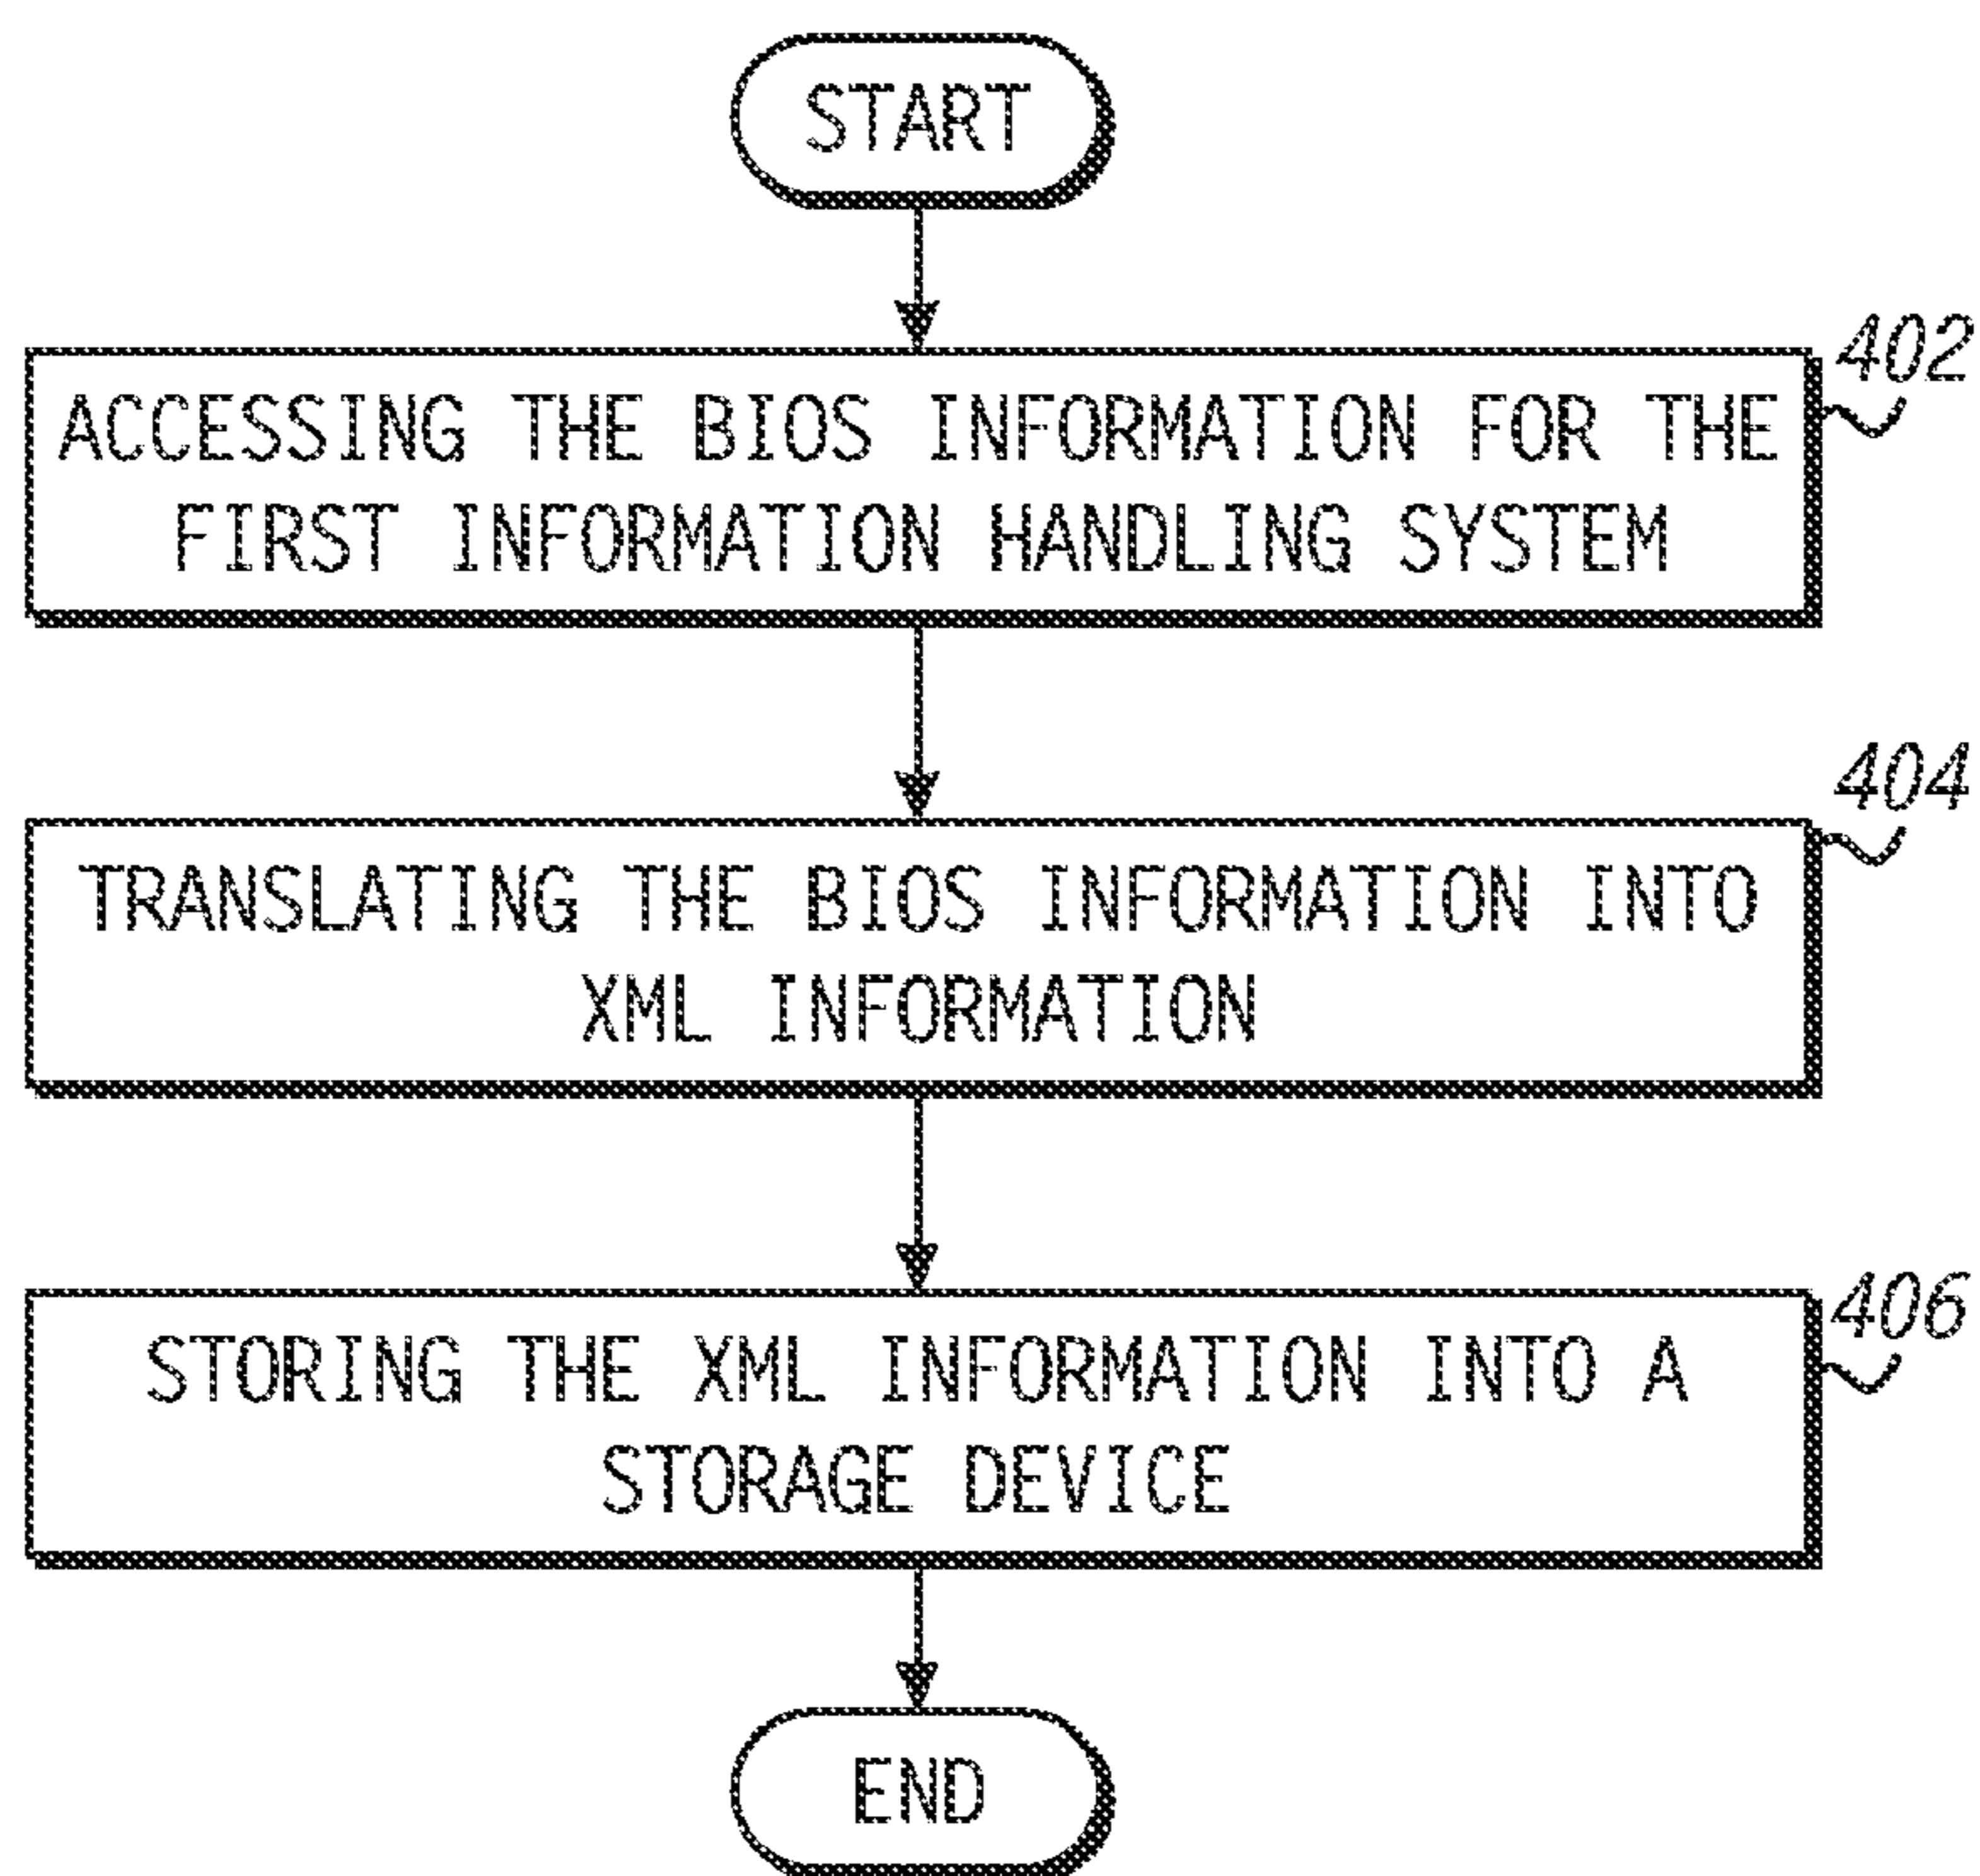 START
402
ACCESSING THE BIOS INFORMATION FOR THE
FIRST INFORMATION HANDLING SYSTEM
404
TRANSLATING THE BIOS INFORMATION INTO
XML INFORMATION
406
STORING THE XML INFORMATION INTO A
STORAGE DEVICE
END